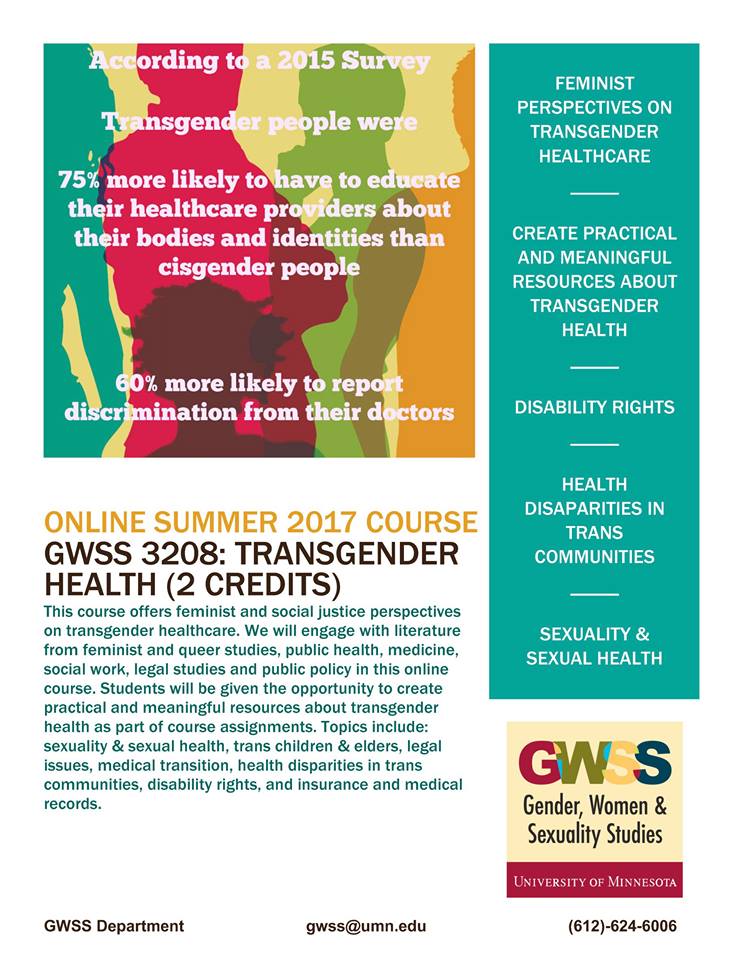 According to a 2015 Survey
Transgender people were
75% more likely to have to educate
their healthcare providers about
their bodies and identities than
cisgender people
60% more likely to report
discrimination from their doctors
FEMINIST
PERSPECTIVES ON
TRANSGENDER
HEALTHCARE
CREATE PRACTICAL
AND MEANINGFUL
RESOURCES ABOUT
TRANSGENDER
HEALTH
DISABILITY RIGHTS
HEALTH
DISPARITIES IN
TRANS
COMMUNITIES
SEXUALITY &
SEXUAL HEALTH
ONLINE SUMMER 2017 COURSE
GWSS 3208: TRANSGENDER
HEALTH (2 CREDITS)
This course offers feminist and social justice perspectives
on transgender healthcare. We will engage with literature
from feminist and queer studies, public health, medicine,
social work, legal studies and public policy in this online
course. Students will be given the opportunity to create
practical and meaningful resources about transgender
health as part of course assignments. Topics include:
sexuality & sexual health, trans children & elders, legal
issues, medical transition, health disparities in trans
communities, disability rights, and insurance and medical
records.
GWSS
Gender, Women &
Sexuality Studies
UNIVERSITY OF MINNESOTA
GWSS Department
gwss@umn.edu
(612)-624-6006